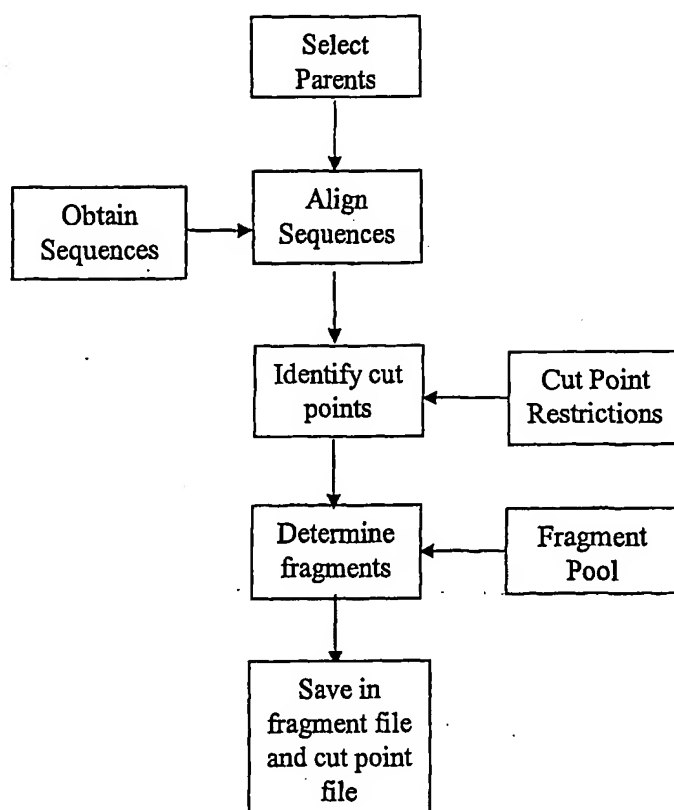 Select
Parents
Obtain
Sequences
Align
Sequences
Identify cut
points
Cut Point
Restrictions
Determine
fragments
Fragment
Pool
Save in
fragment file
and cut point
file